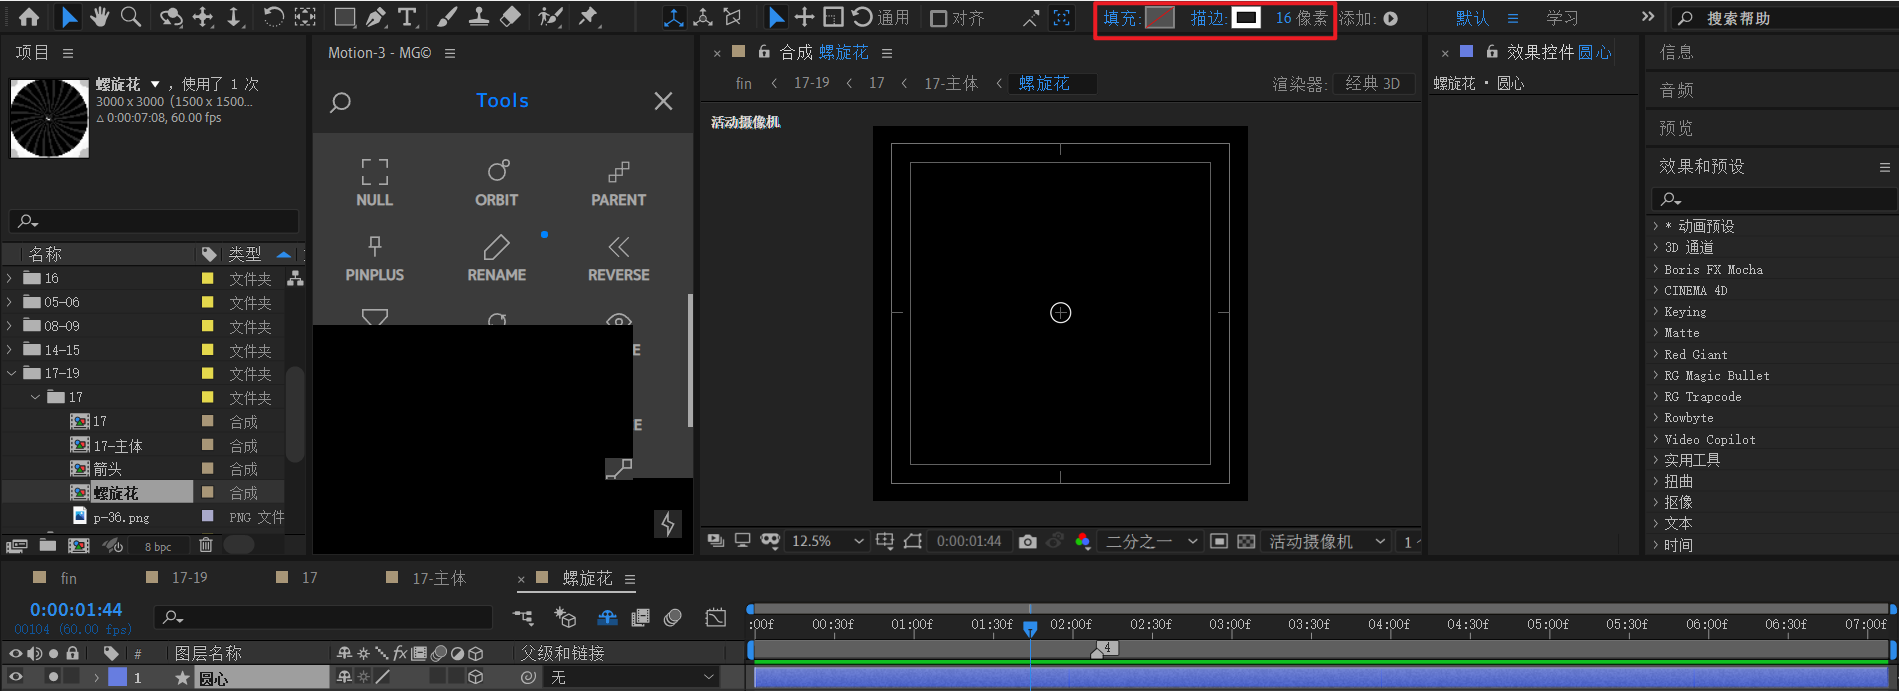 通用
对齐
填充:
描边:
16 像素
添加:
默认
学习
搜索帮助
项目
螺旋花 ，使用了 1 次
3000 x 3000 (1500 x 1500...
△ 0:00:07:08, 60.00 fps
名称
类型
16
文件夹
05-06
文件夹
08-09
文件夹
14-15
文件夹
17-19
文件夹
17
文件夹
17
合成
17-主体
合成
箭头
合成
螺旋花
合成
p-36.png
PNG 文件
8 bpc
Motion-3 - MG©
Tools
NULL
ORBIT
PARENT
PINPLUS
RENAME
REVERSE
E
E
合成 螺旋花
fin
17-19
17
17-主体
螺旋花
渲染器:
经典 3D
活动摄像机
12.5%
0:00:01:44
二分之一
活动摄像机
1
效果控件 圆心
螺旋花 · 圆心
信息
音频
预览
效果和预设
* 动画预设
3D 通道
Boris FX Mocha
CINEMA 4D
Keying
Matte
Red Giant
RG Magic Bullet
RG Trapcode
Rowbyte
Video Copilot
实用工具
扭曲
抠像
文本
时间
fin
17-19
17
17-主体
螺旋花
0:00:01:44
00104 (60.00 fps)
:00f
00:30f
01:00f
01:30f
02:00f
02:30f
03:00f
03:30f
04:00f
04:30f
05:00f
05:30f
06:00f
06:30f
07:00f
#
图层名称
fx
父级和链接
4
1
圆心
无